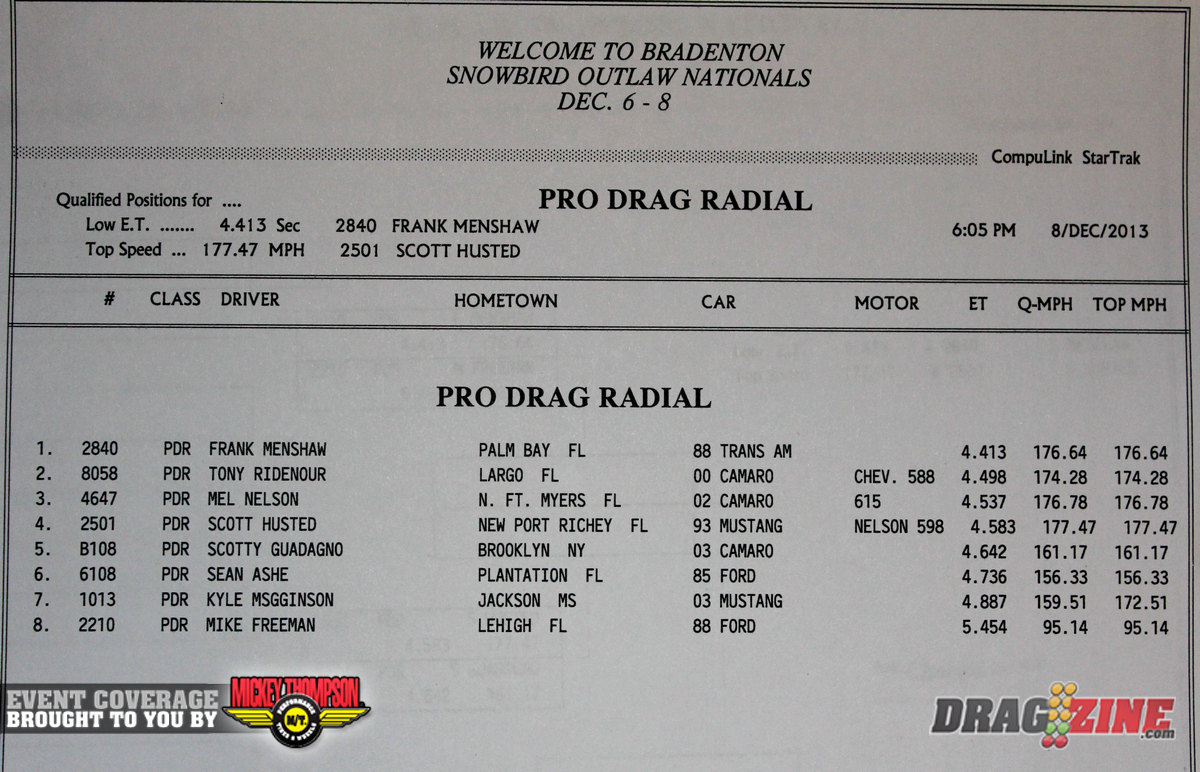 WELCOME TO BRADENTON
SNOWBIRD OUTLAW NATIONALS
DEC. 6 - 8
CompuLink StarTrak
Qualified Positions for ....
PRO DRAG RADIAL
Low E.T. ....... 4.413 Sec 2840 FRANK MENSHAW
6:05 PM 8/DEC/2013
Top Speed ... 177.47 MPH 2501 SCOTT HUSTED
# CLASS DRIVER HOMETOWN CAR MOTOR ET Q-MPH TOP MPH
PRO DRAG RADIAL
1. 2840 PDR FRANK MENSHAW PALM BAY FL 88 TRANS AM 4.413 176.64 176.64
2. 8058 PDR TONY RIDENOUR LARGO FL 00 CAMARO CHEV. 588 4.498 174.28 174.28
3. 4647 PDR MEL NELSON N. FT. MYERS FL 02 CAMARO 615 4.537 176.78 176.78
4. 2501 PDR SCOTT HUSTED NEW PORT RICHEY FL 93 MUSTANG NELSON 598 4.583 177.47 177.47
5. B108 PDR SCOTTY GUADAGNO BROOKLYN NY 03 CAMARO 4.642 161.17 161.17
6. 6108 PDR SEAN ASHE PLANTATION FL 85 FORD 4.736 156.33 156.33
7. 1013 PDR KYLE MSGGINSON JACKSON MS 03 MUSTANG 4.887 159.51 172.51
8. 2210 PDR MIKE FREEMAN LEHIGH FL 88 FORD 5.454 95.14 95.14
EVENT COVERAGE
BROUGHT TO YOU BY
MICKEY THOMPSON
PERFORMANCE
M/T
TIRES & WHEELS
DRAGZINE
.com